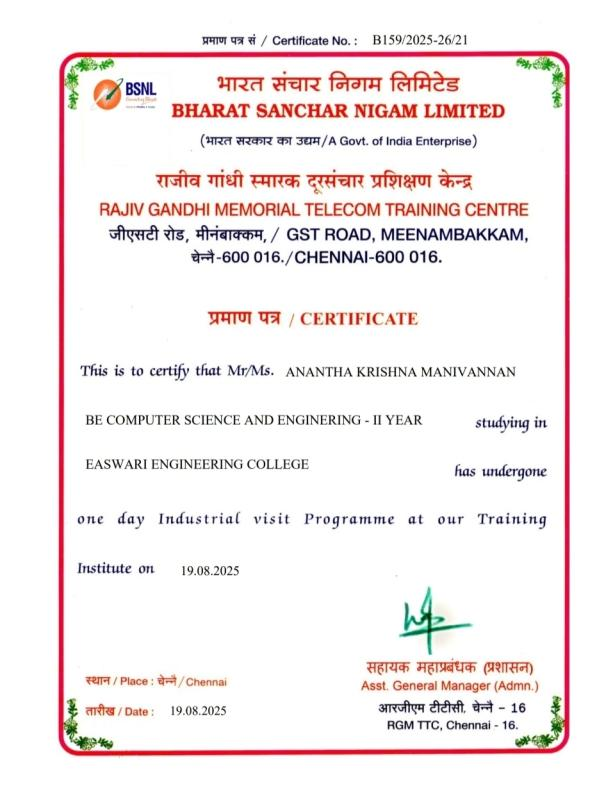 प्रमाण पत्र सं / Certificate No. : B159/2025-26/21
BSNL
भारत संचार निगम लिमिटेड
BHARAT SANCHAR NIGAM LIMITED
(भारत सरकार का उद्यम/A Govt. of India Enterprise)
राजीव गांधी स्मारक दूरसंचार प्रशिक्षण केन्द्र
RAJIV GANDHI MEMORIAL TELECOM TRAINING CENTRE
जीएसटी रोड, मीनंबाक्कम, / GST ROAD, MEENAMBAKKAM,
चेन्नै-600 016./CHENNAI-600 016.
प्रमाण पत्र / CERTIFICATE
This is to certify that Mr/Ms. ANANTHA KRISHNA MANIVANNAN
BE COMPUTER SCIENCE AND ENGINERING - II YEAR studying in
EASWARI ENGINEERING COLLEGE has undergone
one day Industrial visit Programme at our Training
Institute on 19.08.2025
सहायक महाप्रबंधक (प्रशासन)
स्थान / Place : चेन्नै / Chennai
Asst. General Manager (Admn.)
तारीख / Date : 19.08.2025
आरजीएम टीटीसी, चेन्नै - 16
RGM TTC, Chennai - 16.